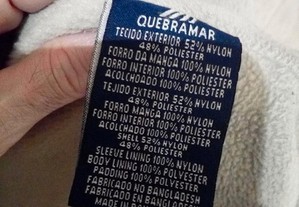 QUEBRAMAR
TECIDO EXTERIOR 52% NYLON
48% POLIESTER
FORRO DA MANGA 100% NYLON
FORRO INTERIOR 100% POLIESTER
ACOLCHOADO 100% POLIESTER
TEJIDO EXTERIOR 52% NYLON
48% POLIESTER
FORRO MANGA 100% NYLON
FORRO INTERIOR 100% POLIESTER
ACOLCHADO 100% POLIESTER
SHELL 52% NYLON
48% POLIESTER
SLEEVE LINING 100% NYLON
BODY LINING 100% POLYESTER
PADDING 100% POLYESTER
FABRICADO NO BANGLADESH
FABRICADO EN BANGLADESH
MADE IN